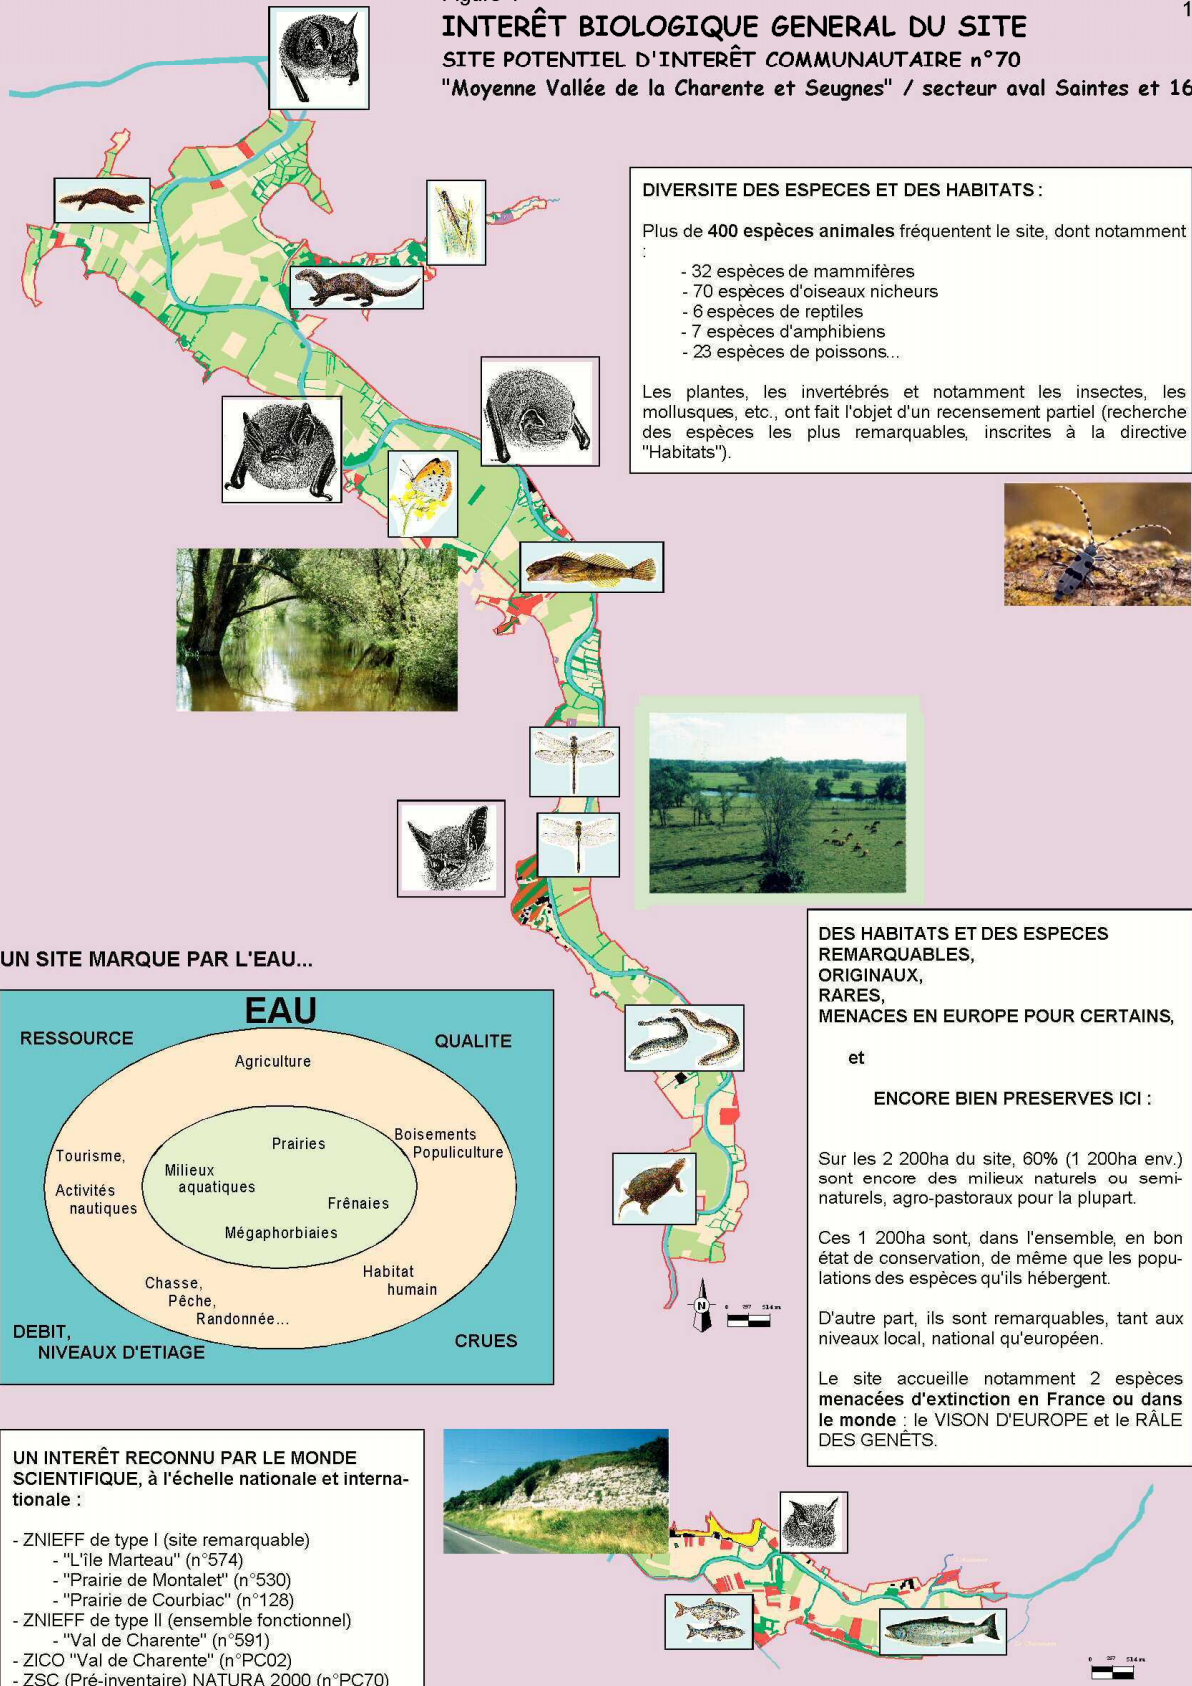 Figure 1
INTERÊT BIOLOGIQUE GENERAL DU SITE
SITE POTENTIEL D'INTERÊT COMMUNAUTAIRE n°70
"Moyenne Vallée de la Charente et Seugnes" / secteur aval Saintes et 16
DIVERSITE DES ESPECES ET DES HABITATS :
Plus de 400 espèces animales fréquentent le site, dont notamment
:
- 32 espèces de mammifères
- 70 espèces d'oiseaux nicheurs
- 6 espèces de reptiles
- 7 espèces d'amphibiens
- 23 espèces de poissons...
Les plantes, les invertébrés et notamment les insectes, les
mollusques, etc., ont fait l'objet d'un recensement partiel (recherche
des espèces les plus remarquables, inscrites à la directive
"Habitats").
UN SITE MARQUE PAR L'EAU...
EAU
RESSOURCE
QUALITE
Agriculture
Prairies
Boisements
Populiculture
Tourisme,
Activités
nautiques
Milieux
aquatiques
Frênaies
Mégaphorbiaies
Habitat
humain
Chasse,
Pêche,
Randonnée...
DEBIT,
NIVEAUX D'ETIAGE
CRUES
N
0 257 514 m
DES HABITATS ET DES ESPECES
REMARQUABLES,
ORIGINAUX,
RARES,
MENACES EN EUROPE POUR CERTAINS,
et
ENCORE BIEN PRESERVES ICI :
Sur les 2 200ha du site, 60% (1 200ha env.)
sont encore des milieux naturels ou semi-
naturels, agro-pastoraux pour la plupart.
Ces 1 200ha sont, dans l'ensemble, en bon
état de conservation, de même que les popu-
lations des espèces qu'ils hébergent.
D'autre part, ils sont remarquables, tant aux
niveaux local, national qu'européen.
Le site accueille notamment 2 espèces
menacées d'extinction en France ou dans
le monde : le VISON D'EUROPE et le RÂLE
DES GENÊTS.
UN INTERÊT RECONNU PAR LE MONDE
SCIENTIFIQUE, à l'échelle nationale et interna-
tionale :
- ZNIEFF de type I (site remarquable)
- "L'île Marteau" (n°574)
- "Prairie de Montalet" (n°530)
- "Prairie de Courbiac" (n°128)
- ZNIEFF de type II (ensemble fonctionnel)
- "Val de Charente" (n°591)
- ZICO "Val de Charente" (n°PC02)
- ZSC (Pré-inventaire) NATURA 2000 (n°PC70)
0 257 514 m